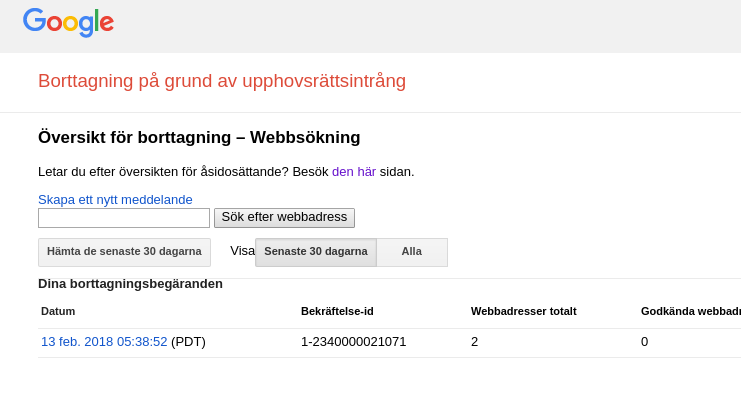 Google
Borttagning på grund av upphovsrättsintrång
Översikt för borttagning – Webbsökning
Letar du efter översikten för åsidosättande? Besök den här sidan.
Skapa ett nytt meddelande
Sök efter webbadress
Hämta de senaste 30 dagarna Visa Senaste 30 dagarna Alla
Dina borttagningsbegäranden
Datum Bekräftelse-id Webbadresser totalt Godkända
13 feb. 2018 05:38:52 (PDT) 1-2340000021071 2 0